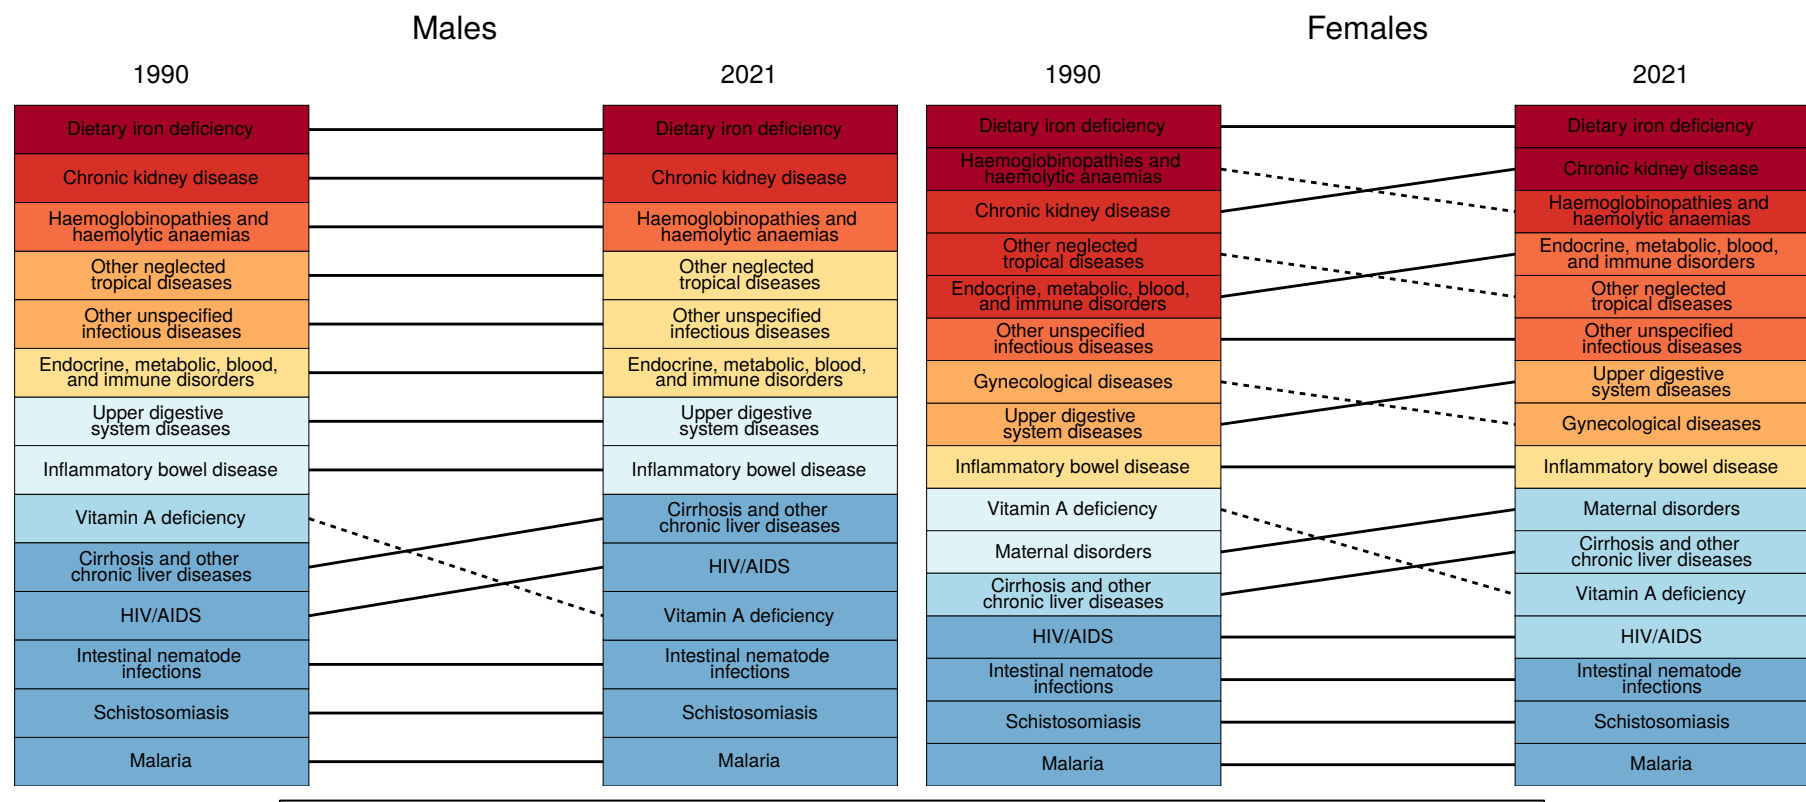 Males
1990
2021
Dietary iron deficiency
Chronic kidney disease
Haemoglobinopathies and
haemolytic anaemias
Other neglected
tropical diseases
Other unspecified
infectious diseases
Endocrine, metabolic, blood,
and immune disorders
Upper digestive
system diseases
Inflammatory bowel disease
Vitamin A deficiency
Cirrhosis and other
chronic liver diseases
HIV/AIDS
Intestinal nematode
infections
Schistosomiasis
Malaria
Dietary iron deficiency
Chronic kidney disease
Haemoglobinopathies and
haemolytic anaemias
Other neglected
tropical diseases
Other unspecified
infectious diseases
Endocrine, metabolic, blood,
and immune disorders
Upper digestive
system diseases
Inflammatory bowel disease
Cirrhosis and other
chronic liver diseases
HIV/AIDS
Vitamin A deficiency
Intestinal nematode
infections
Schistosomiasis
Malaria
Females
1990
2021
Dietary iron deficiency
Haemoglobinopathies and
haemolytic anaemias
Chronic kidney disease
Other neglected
tropical diseases
Endocrine, metabolic, blood,
and immune disorders
Other unspecified
infectious diseases
Gynecological diseases
Upper digestive
system diseases
Inflammatory bowel disease
Vitamin A deficiency
Maternal disorders
Cirrhosis and other
chronic liver diseases
HIV/AIDS
Intestinal nematode
infections
Schistosomiasis
Malaria
Dietary iron deficiency
Chronic kidney disease
Haemoglobinopathies and
haemolytic anaemias
Endocrine, metabolic, blood,
and immune disorders
Other neglected
tropical diseases
Other unspecified
infectious diseases
Upper digestive
system diseases
Gynecological diseases
Inflammatory bowel disease
Maternal disorders
Cirrhosis and other
chronic liver diseases
Vitamin A deficiency
HIV/AIDS
Intestinal nematode
infections
Schistosomiasis
Malaria